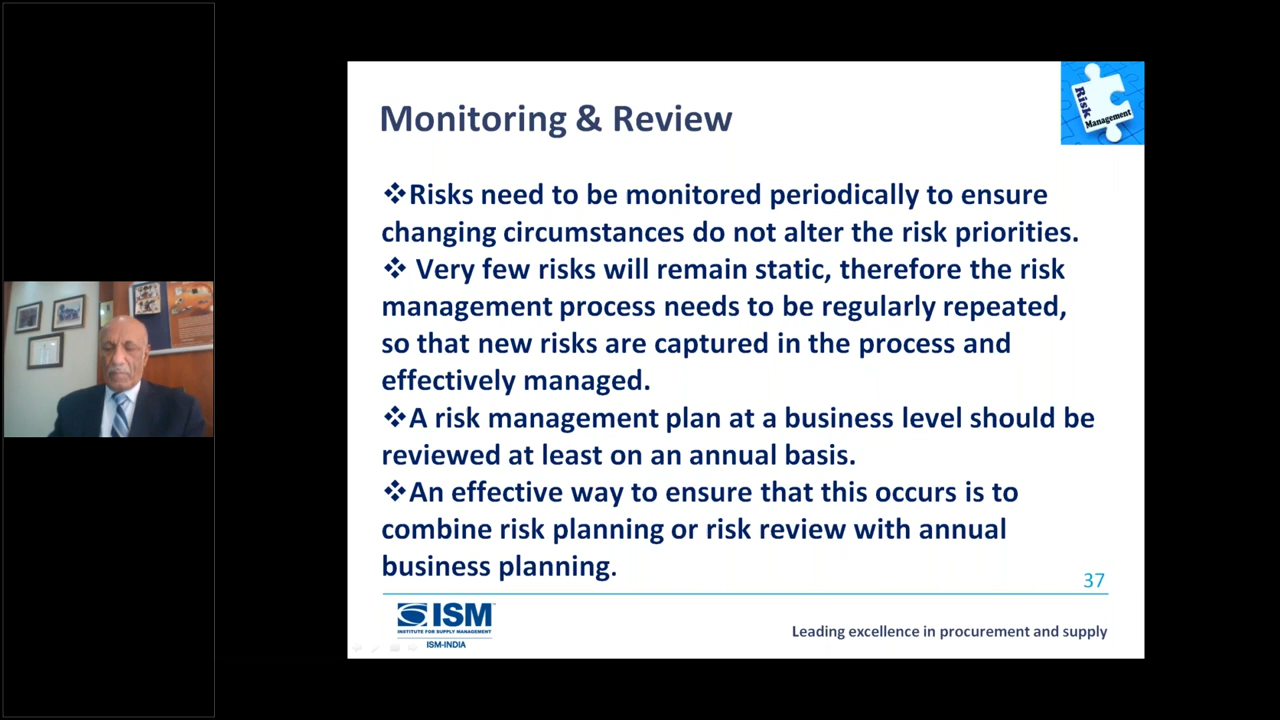 Monitoring & Review
Risk
Management
❖Risks need to be monitored periodically to ensure
changing circumstances do not alter the risk priorities.
❖ Very few risks will remain static, therefore the risk
management process needs to be regularly repeated,
so that new risks are captured in the process and
effectively managed.
❖A risk management plan at a business level should be
reviewed at least on an annual basis.
❖An effective way to ensure that this occurs is to
combine risk planning or risk review with annual
business planning.
37
ISM
INSTITUTE FOR SUPPLY MANAGEMENT
ISM-INDIA
Leading excellence in procurement and supply